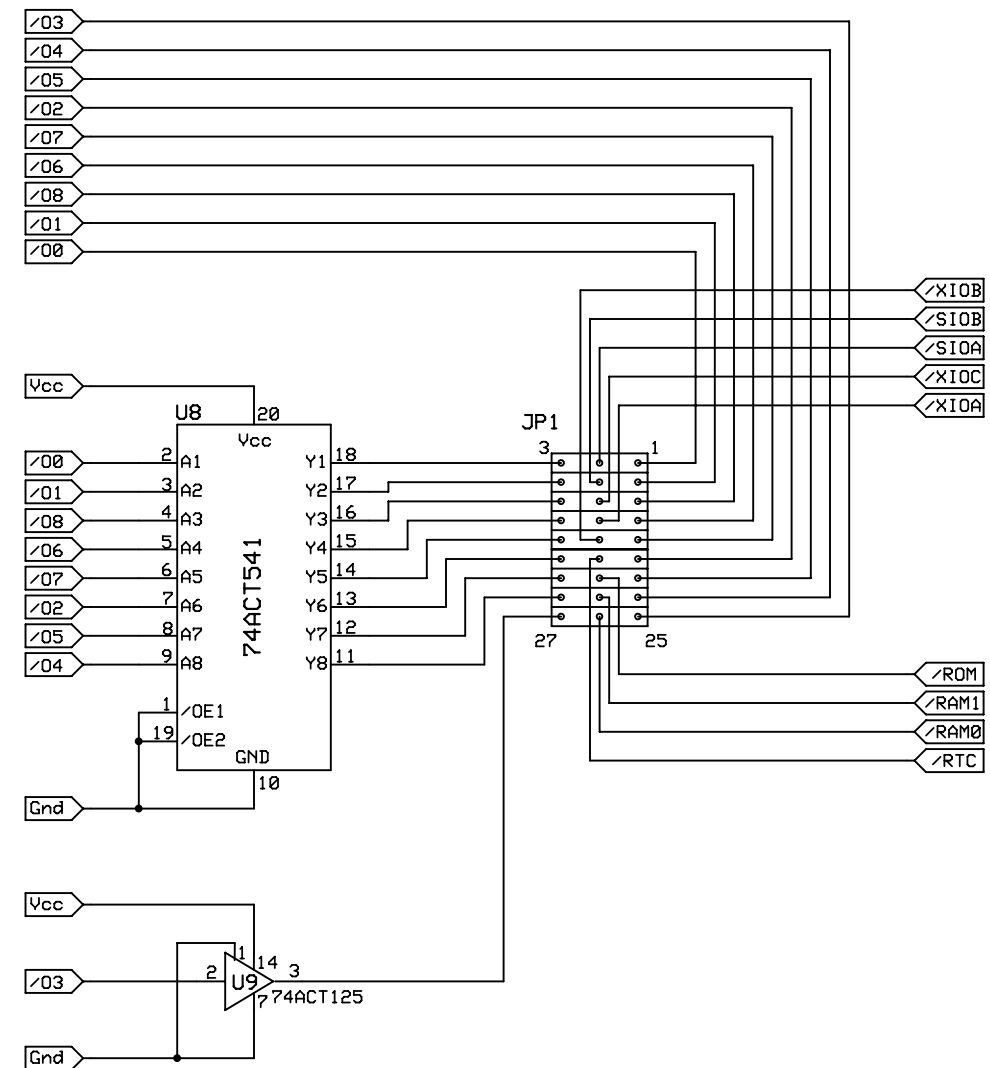 /O3
/O4
/O5
/O2
/O7
/O6
/O8
/O1
/O0
/XIOB
/SIOB
/SIOA
/XIOC
/XIOA
Vcc
U8
20
Vcc
JP1
3
1
/O0
2
A1
Y1
18
/O1
3
A2
Y2
17
/O8
4
A3
Y3
16
/O6
5
A4
Y4
15
/O7
6
A5
Y5
14
/O2
7
A6
Y6
13
/O5
8
A7
Y7
12
/O4
9
A8
Y8
11
74ACT541
27
25
1
/OE1
19
/OE2
GND
10
Gnd
/ROM
/RAM1
/RAM0
/RTC
Vcc
1
14
/O3
2
U9
3
7
74ACT125
Gnd